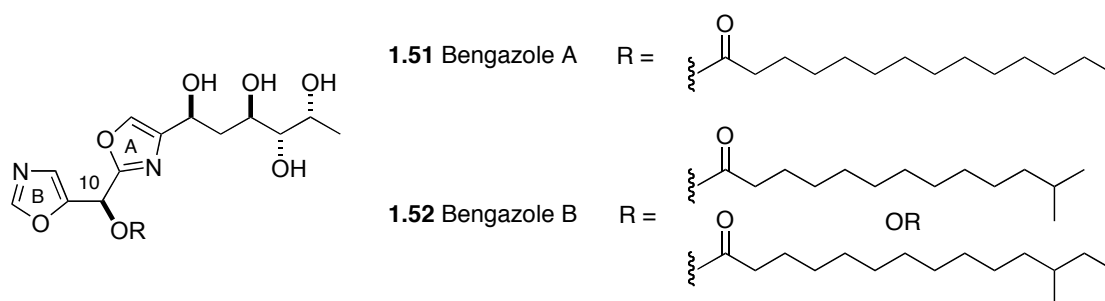 1.51 Bengazole A R =
O
OH OH OH
O A N
OH
N B O
10
OR
1.52 Bengazole B R =
O
OR
O